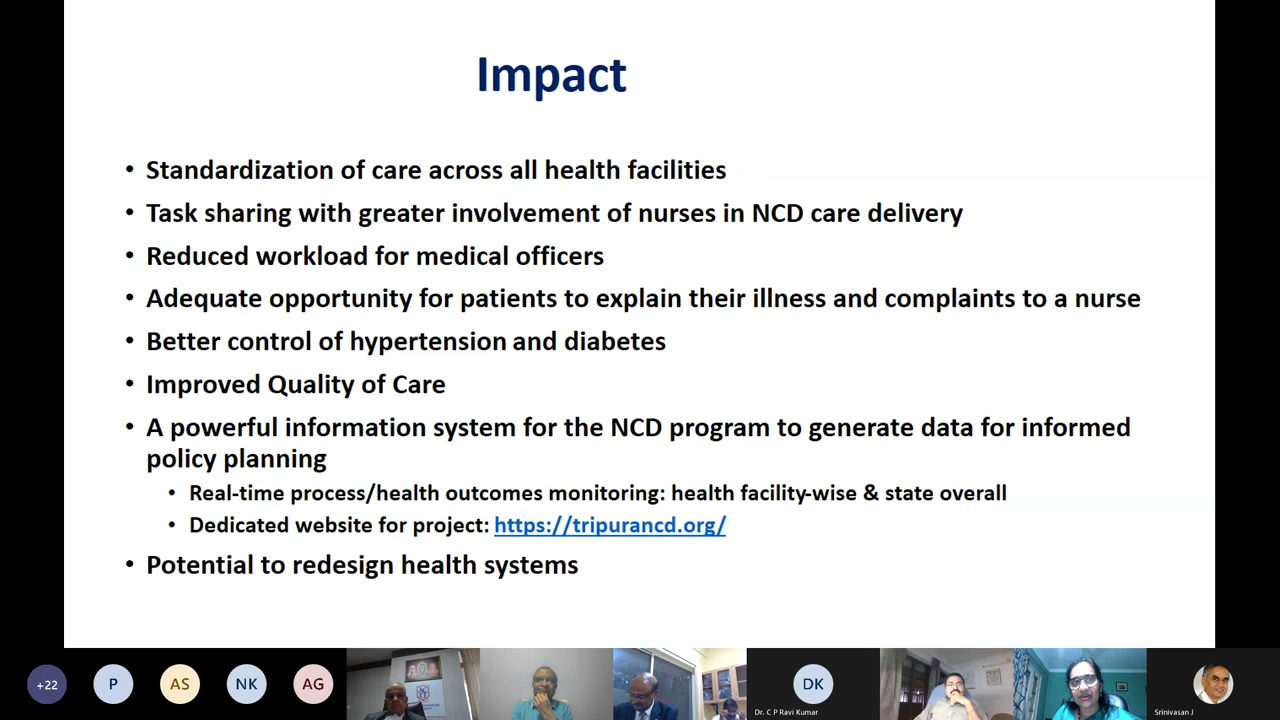 Impact
• Standardization of care across all health facilities
• Task sharing with greater involvement of nurses in NCD care delivery
• Reduced workload for medical officers
• Adequate opportunity for patients to explain their illness and complaints to a nurse
• Better control of hypertension and diabetes
• Improved Quality of Care
• A powerful information system for the NCD program to generate data for informed
policy planning
• Real-time process/health outcomes monitoring: health facility-wise & state overall
• Dedicated website for project: https://tripurancd.org/
• Potential to redesign health systems
+22
P
AS
NK
AG
DK
Dr. C P Ravi Kumar
Srinivasan J